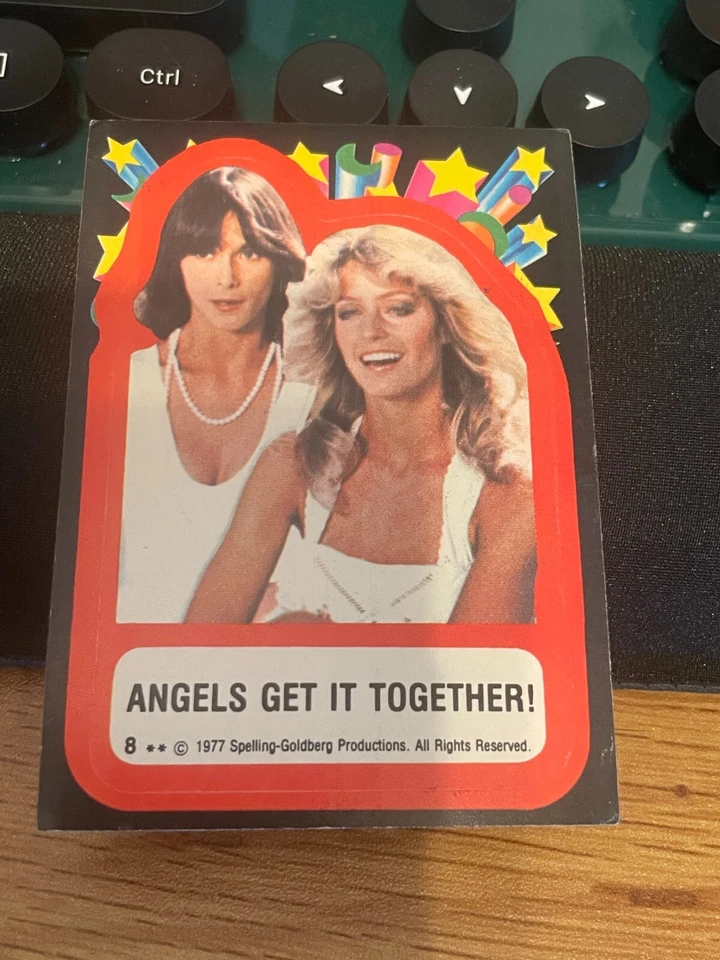 ]
Ctrl
ANGELS GET IT TOGETHER!
8 ** © 1977 Spelling-Goldberg Productions. All Rights Reserved.